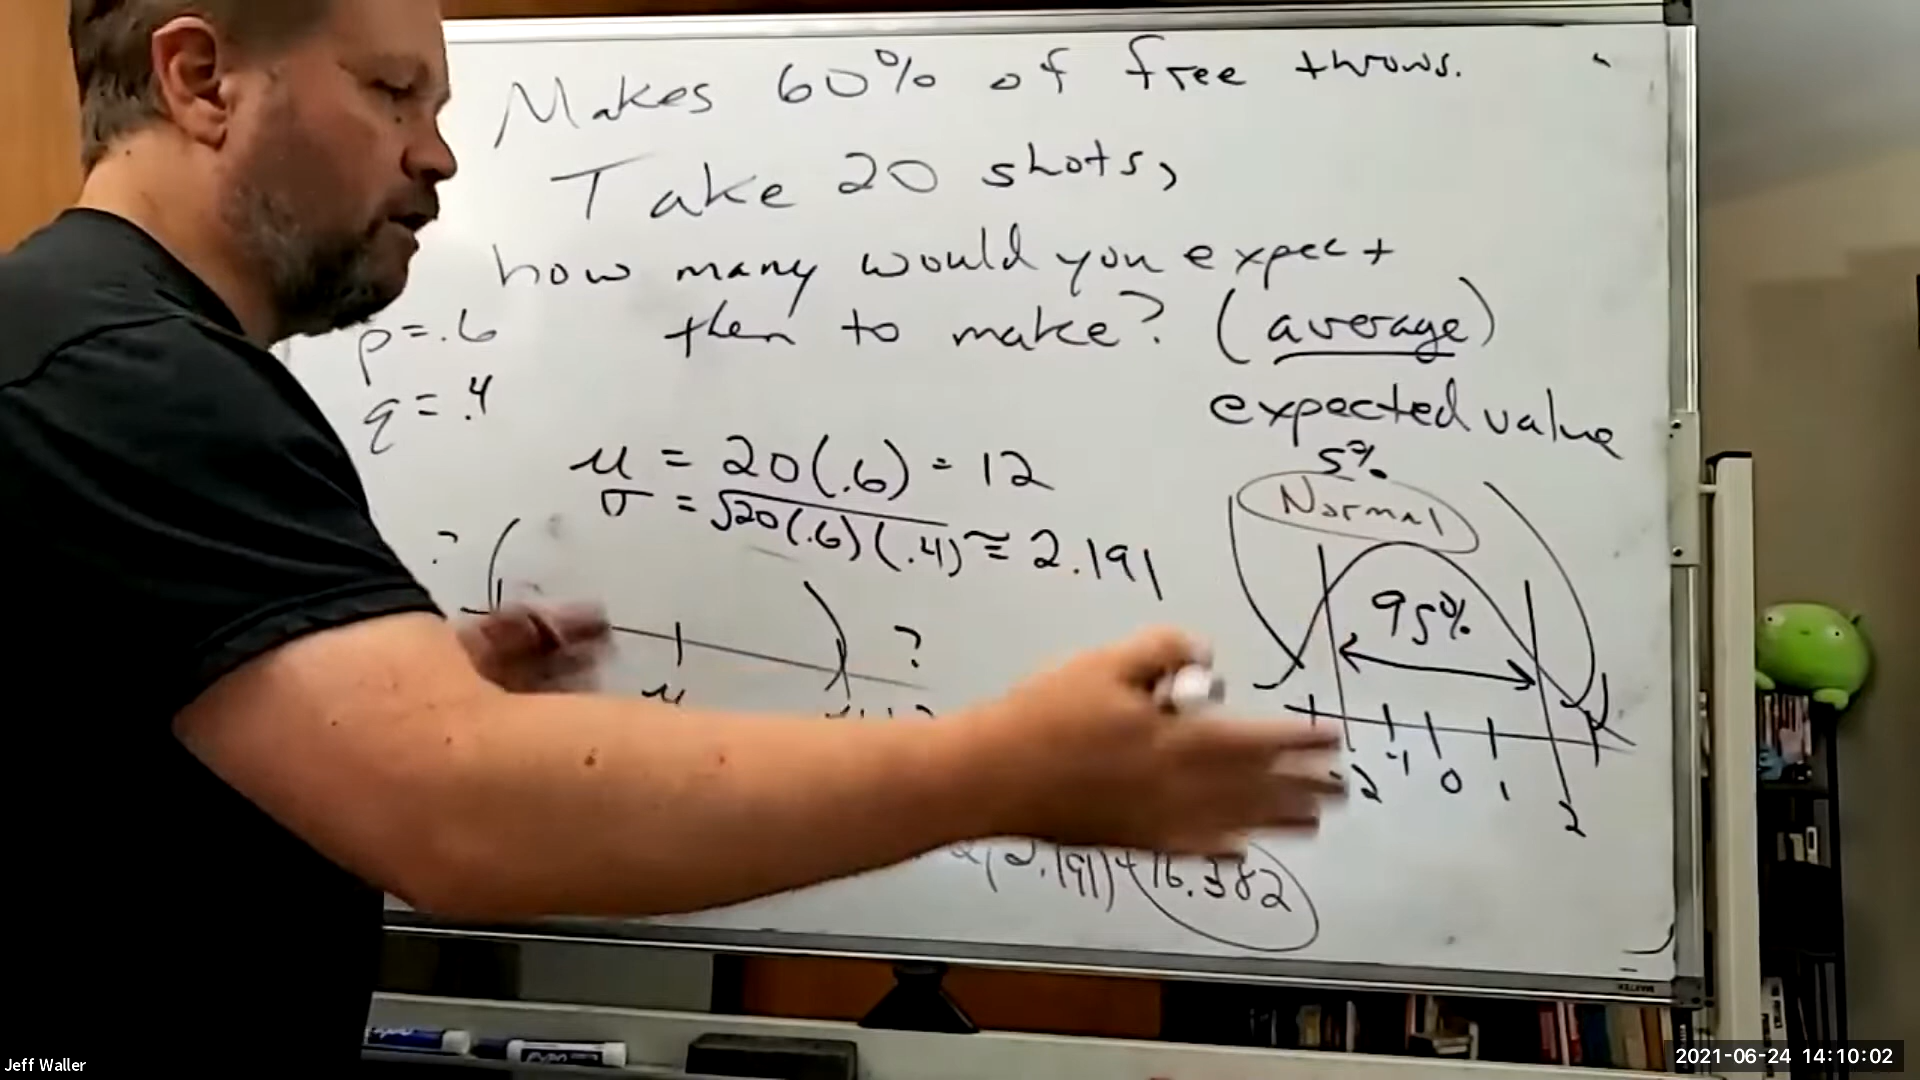 Makes 60% of free throws.
Take 20 shots,
how many would you expect
them to make? (average)
expected value
p = .6
q = .4
μ = 20(.6) = 12
σ = √20(.6)(.4) ≈ 2.191
5%
Normal
95%
?
?
μ
-2 -1 0 1 2
2(2.191) = 16.382
EXPO
Jeff Waller
2021-06-24 14:10:02